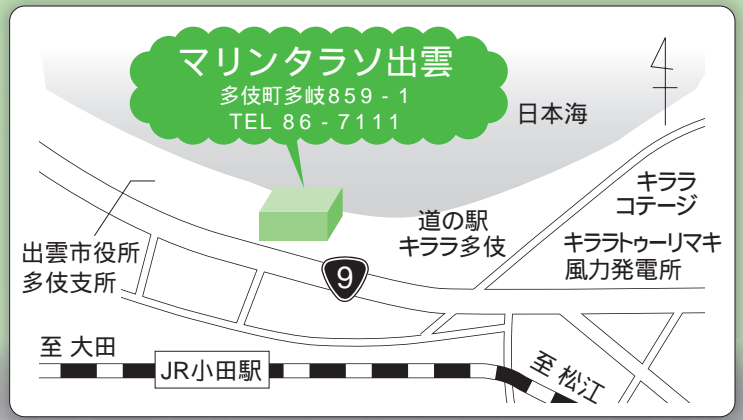 マリンタラソ出雲
多伎町多岐859 - 1
TEL 86 - 7111
日本海
キララ
コテージ
道の駅
キララ多伎
キララトゥーリマキ
風力発電所
出雲市役所
多伎支所
9
至 大田
JR小田駅
至 松江